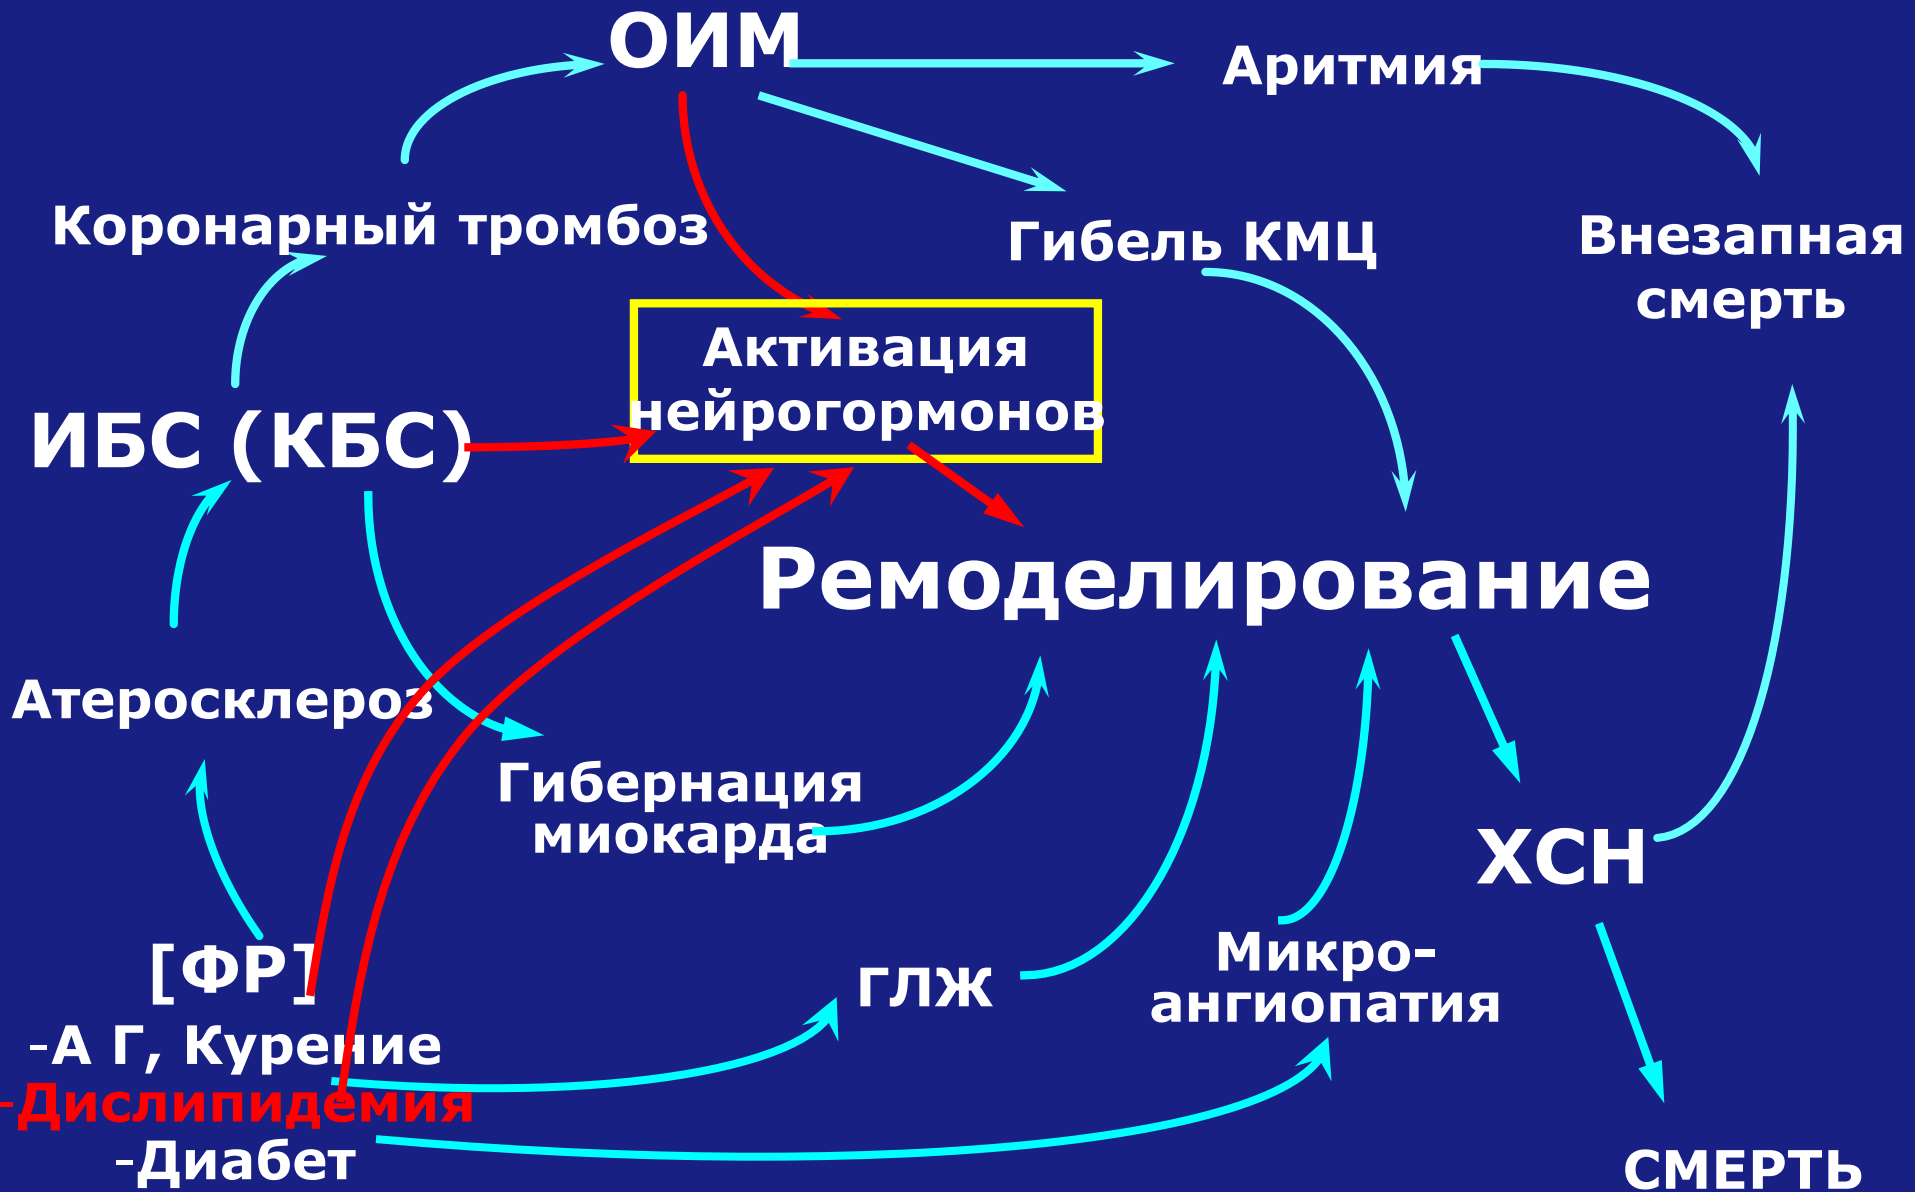 ОИМ
Аритмия
Коронарный тромбоз
Гибель КМЦ
Внезапная
смерть
Активация
нейрогормонов
ИБС (КБС)
Ремоделирование
Атеросклероз
Гибернация
миокарда
ХСН
[ФР]
-А Г, Курение
-Дислипидемия
-Диабет
ГЛЖ
Микро-
ангиопатия
СМЕРТЬ